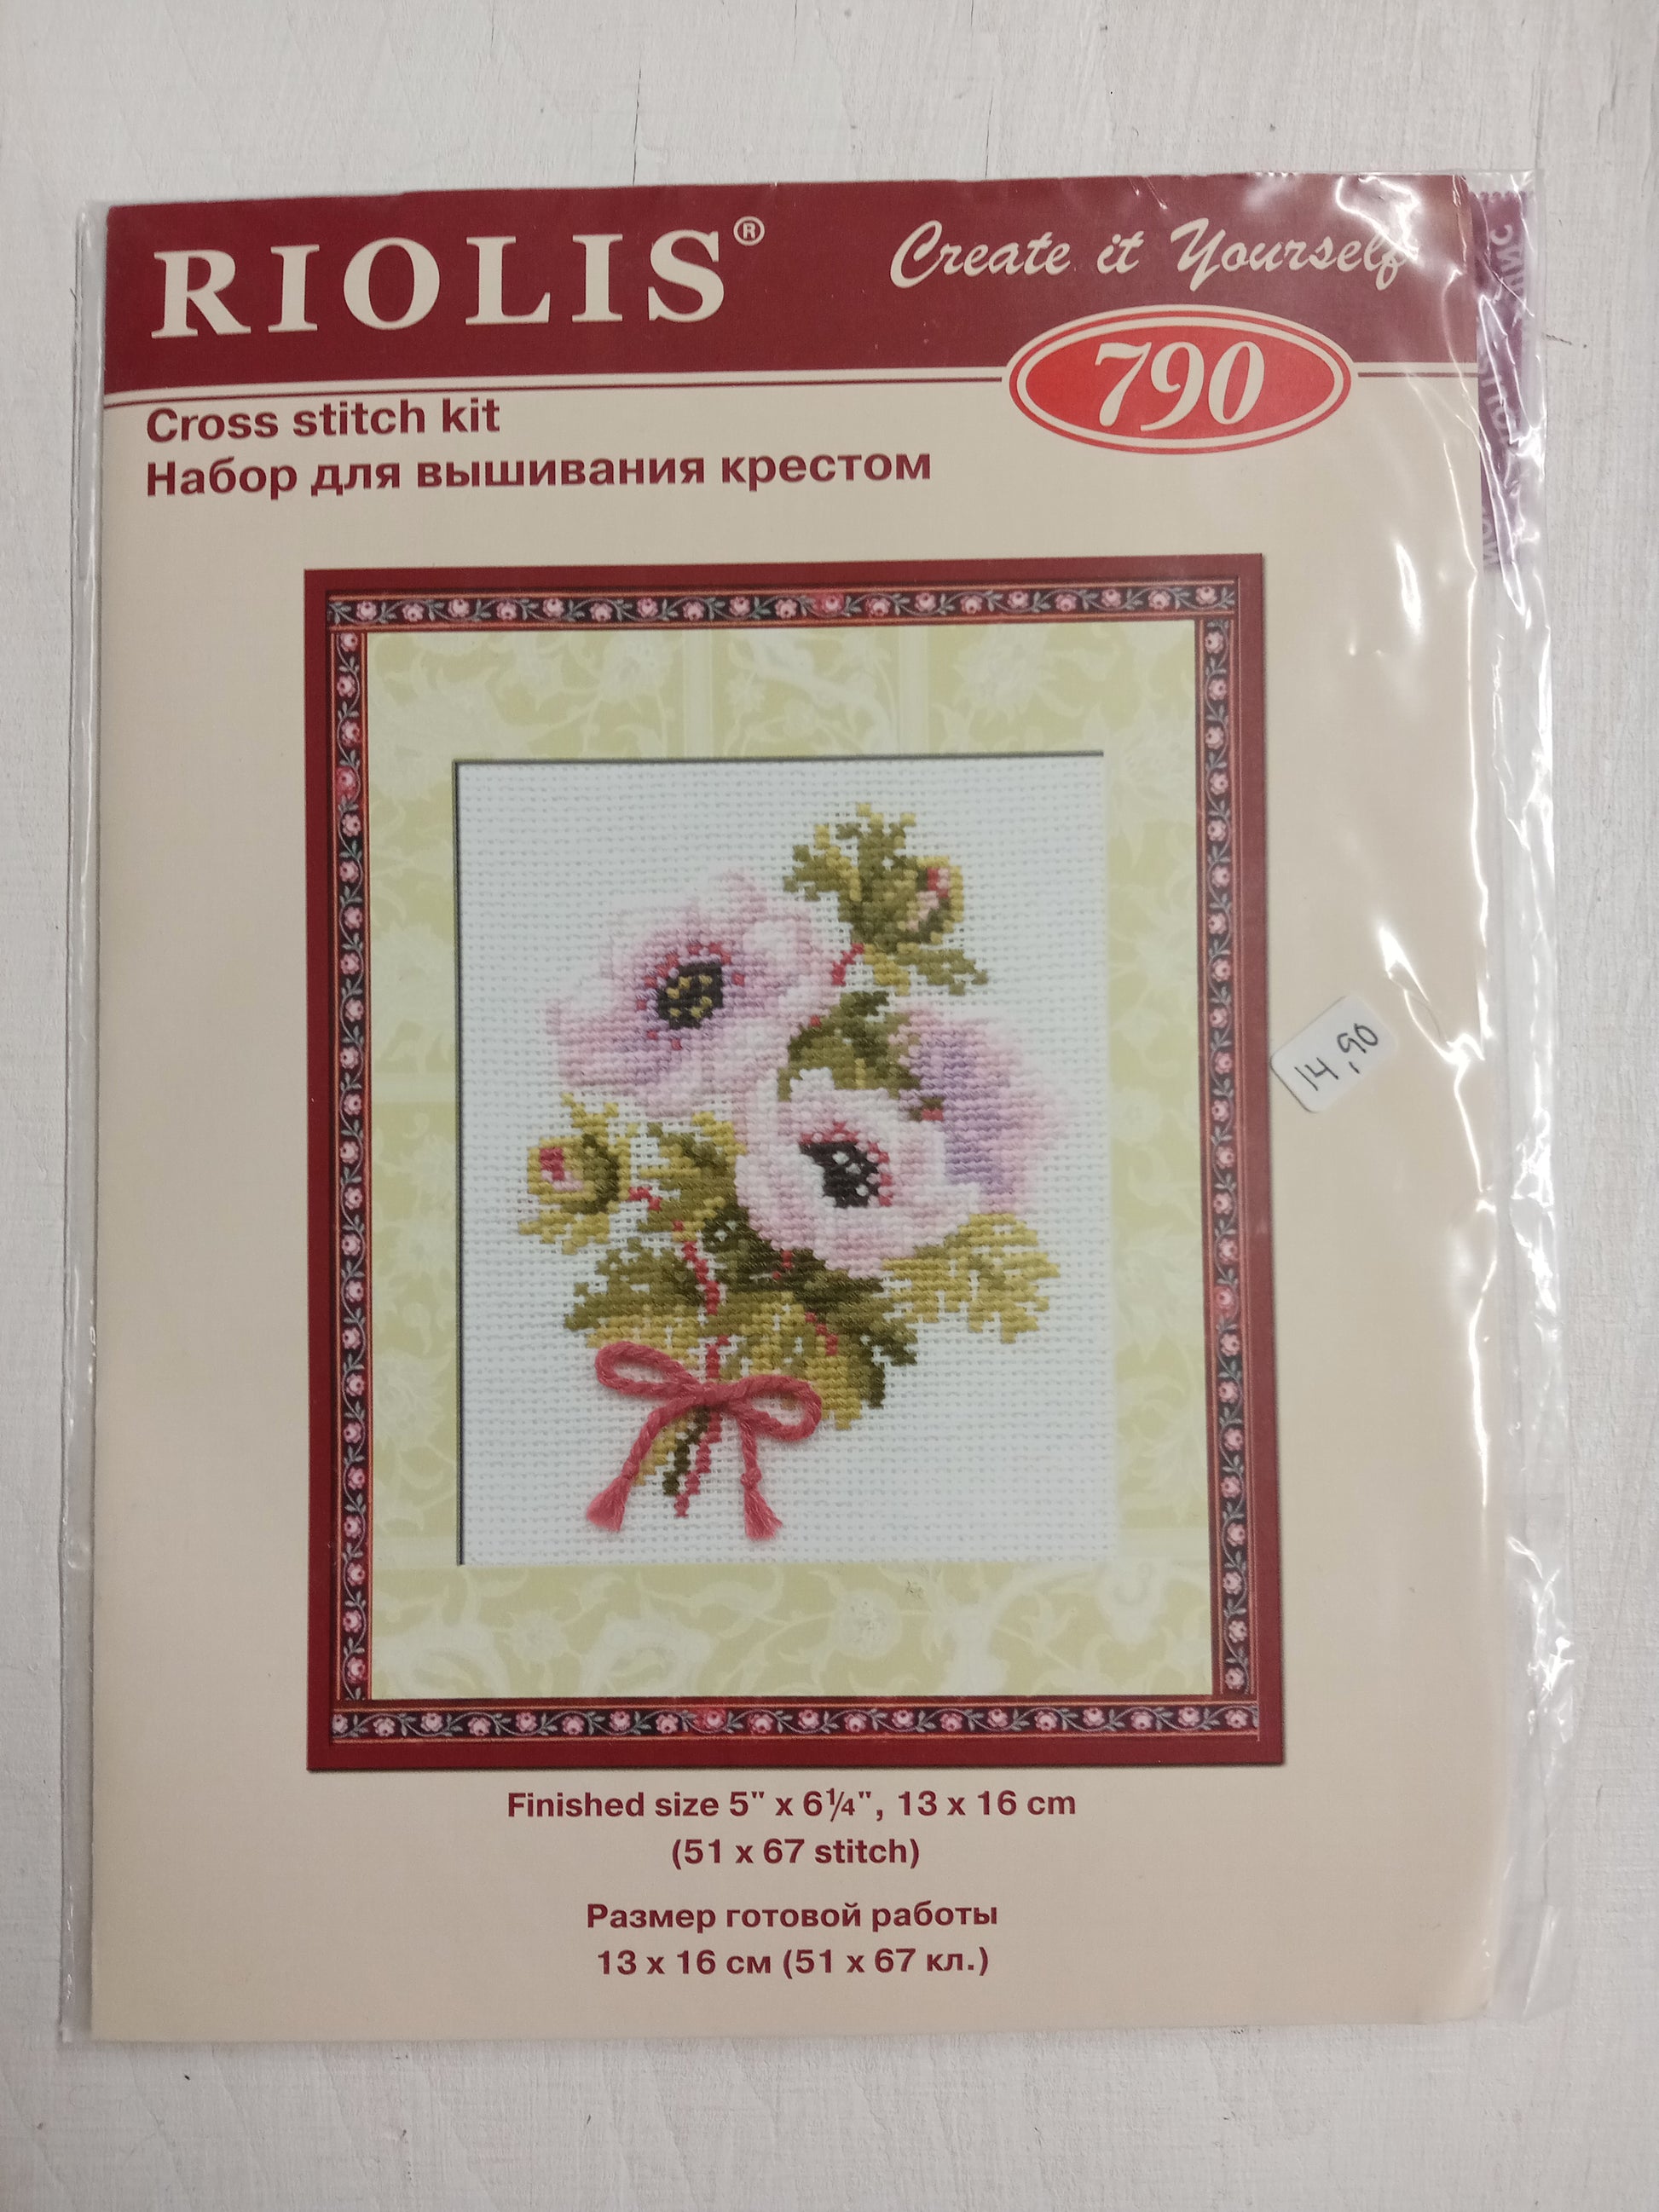 RIOLIS®
Create it Yourself
790
Cross stitch kit
Набор для вышивания крестом
14,90
Finished size 5" x 6¼", 13 x 16 cm
(51 x 67 stitch)
Размер готовой работы
13 х 16 см (51 х 67 кл.)